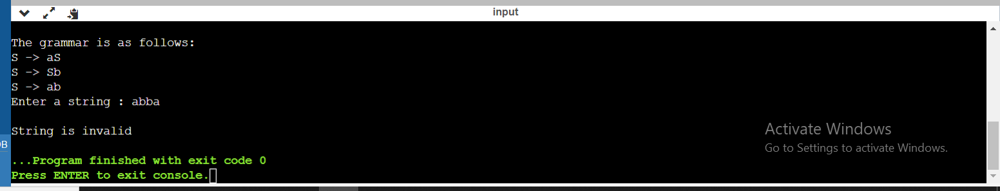 input
The grammar is as follows:
S -> aS
S -> Sb
S -> ab
Enter a string : abba
String is invalid
...Program finished with exit code 0
Press ENTER to exit console.
Activate Windows
Go to Settings to activate Windows.